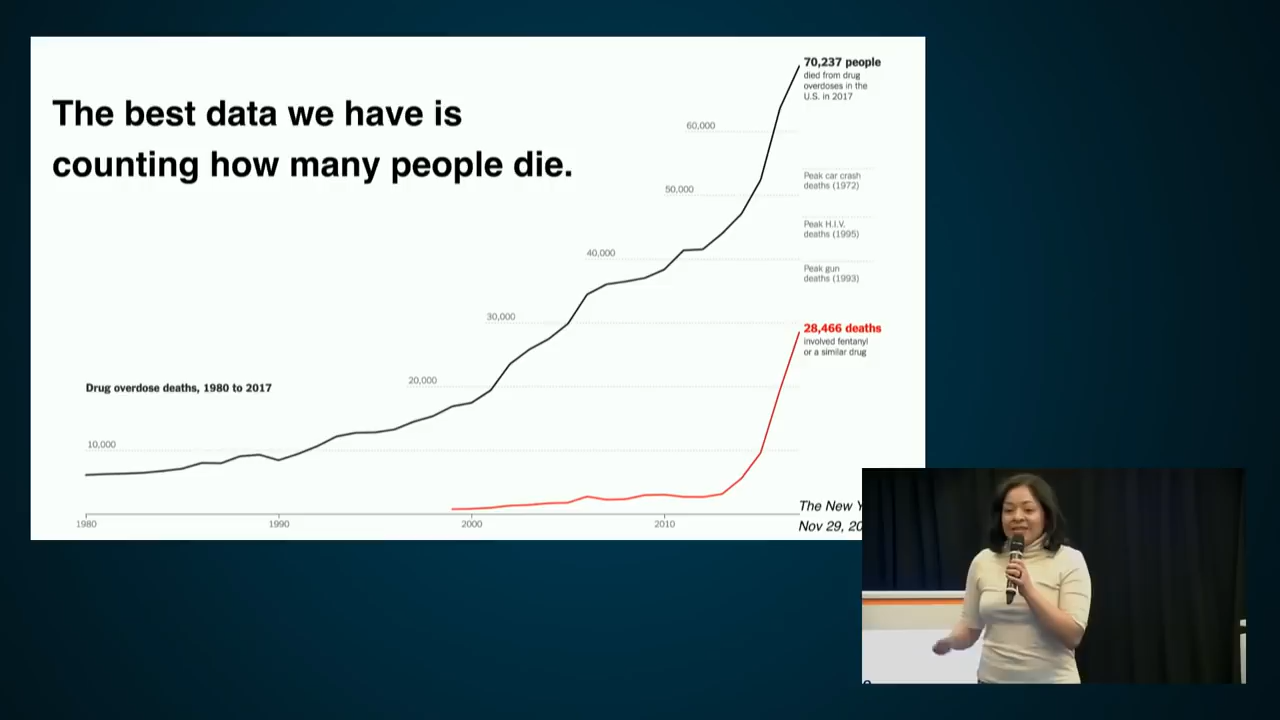 The best data we have is
counting how many people die.
70,237 people
died from drug
overdoses in the
U.S. in 2017
60,000
Peak car crash
deaths (1972)
50,000
Peak H.I.V.
deaths (1995)
40,000
Peak gun
deaths (1993)
30,000
28,466 deaths
involved fentanyl
or a similar drug
20,000
Drug overdose deaths, 1980 to 2017
10,000
The New
Nov 29, 20
1980 1990 2000 2010